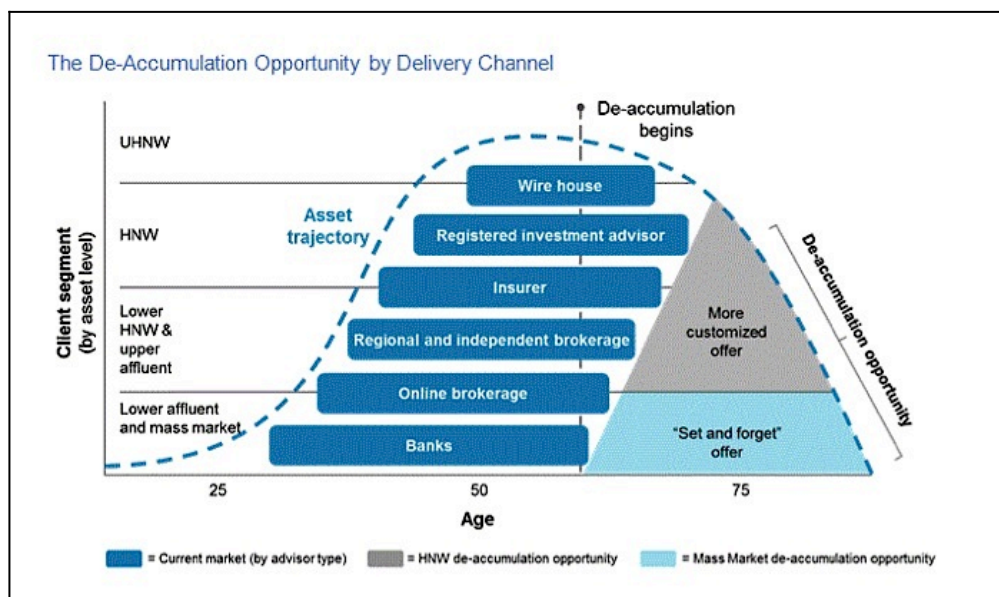 The De-Accumulation Opportunity by Delivery Channel
De-accumulation
begins
UHNW
Wire house
Asset
trajectory
HNW
Registered investment advisor
De-accumulation opportunity
Client segment
(by asset level)
Insurer
Lower
HNW &
upper
affluent
More
customized
offer
Regional and independent brokerage
Online brokerage
Lower affluent
and mass market
"Set and forget"
offer
Banks
25
50
75
Age
= Current market (by advisor type)
= HNW de-accumulation opportunity
= Mass Market de-accumulation opportunity